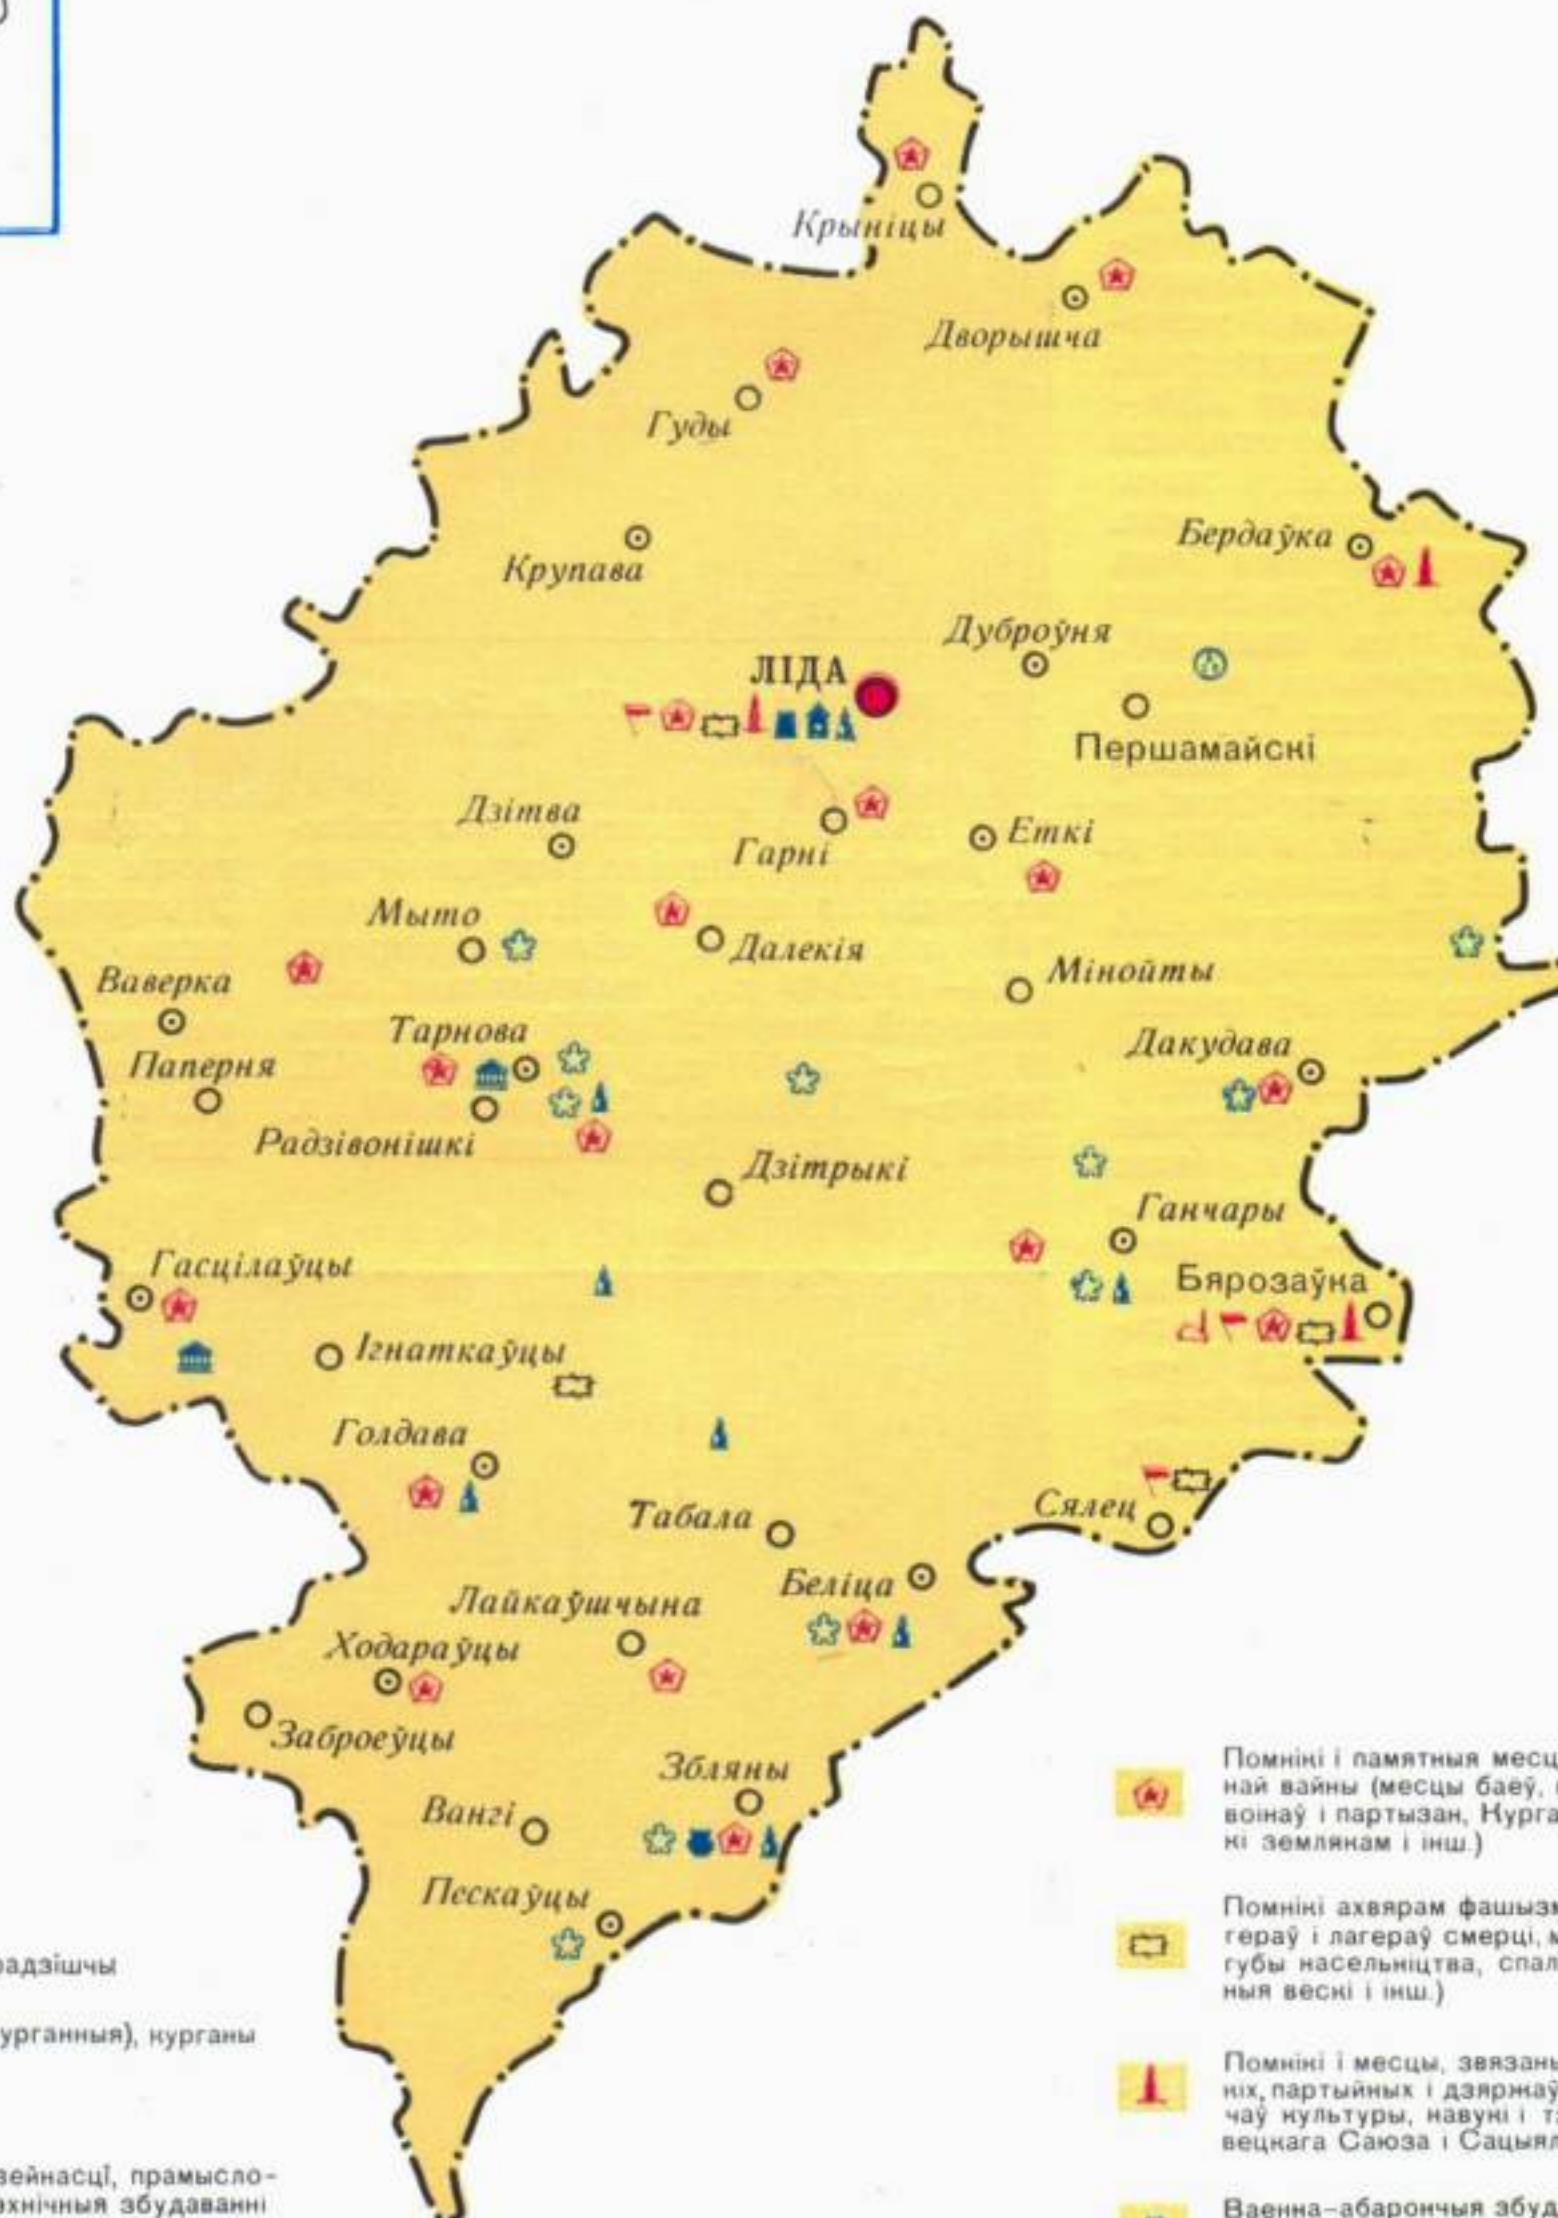 Крыніцы
Дворышча
Гуды
Крупава
Бердаўка
Дуброўня
ЛІДА
Першамайскі
Дзітва
Гарні
Еткі
Мыто
Далекія
Ваверка
Мінойты
Тарнова
Дакудава
Паперня
Радзівонішкі
Дзітрыкі
Ганчары
Гасцілаўцы
Бярозаўка
Ігнаткаўцы
Голдава
Табала
Сялец
Беліца
Лайкаўшчына
Ходараўцы
Заброеўцы
Збляны
Вангі
Пескаўцы
радзішчы
урганныя), курганы
вейнасці, прамысло-
эхнічныя збудаванні
Помнікі і памятныя месц
най вайны (месцы баеў,
воінаў і партызан, Курга
кі землякам і інш.)
Помнікі ахвярам фашызм
гераў і лагераў смерці, м
губы насельніцтва, спал
ныя вескі і інш.)
Помнікі і месцы, звязаны
кіх, партыйных і дзяржаў
чаў культуры, навукі і т
вецкага Саюза і Сацыял
Ваенна-абарончыя збуд